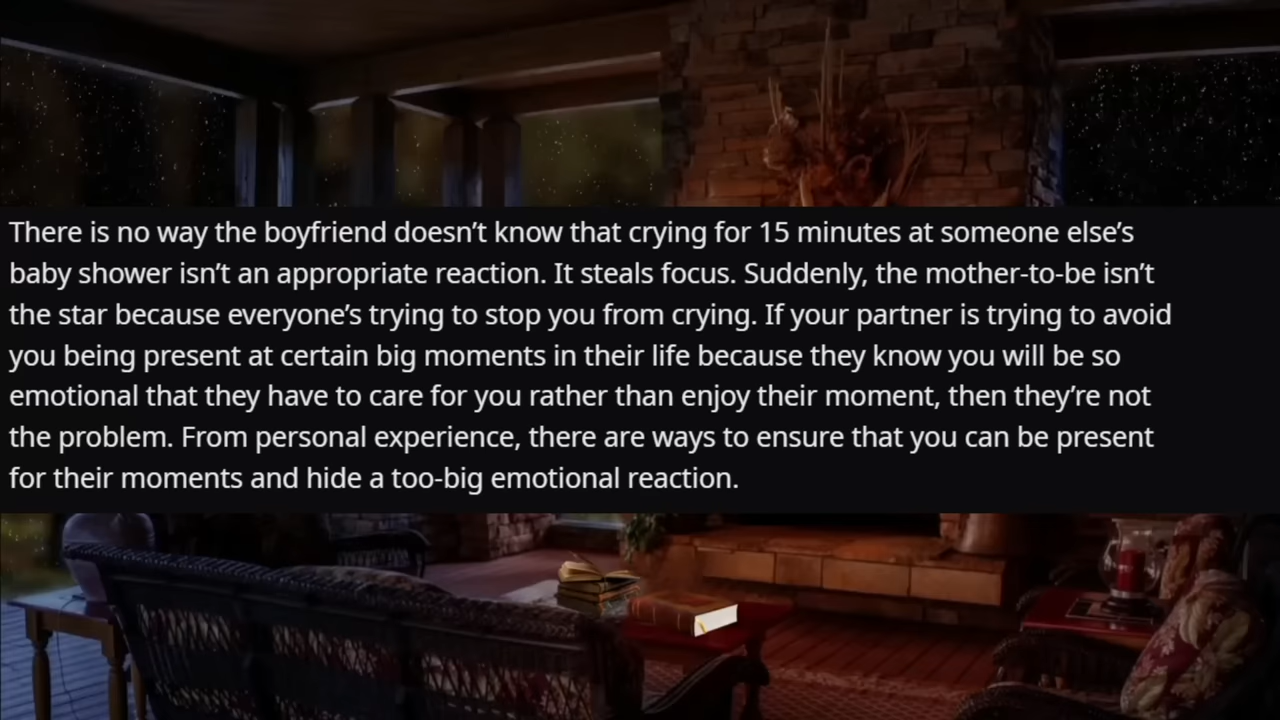 There is no way the boyfriend doesn’t know that crying for 15 minutes at someone else’s
baby shower isn’t an appropriate reaction. It steals focus. Suddenly, the mother-to-be isn’t
the star because everyone’s trying to stop you from crying. If your partner is trying to avoid
you being present at certain big moments in their life because they know you will be so
emotional that they have to care for you rather than enjoy their moment, then they’re not
the problem. From personal experience, there are ways to ensure that you can be present
for their moments and hide a too-big emotional reaction.